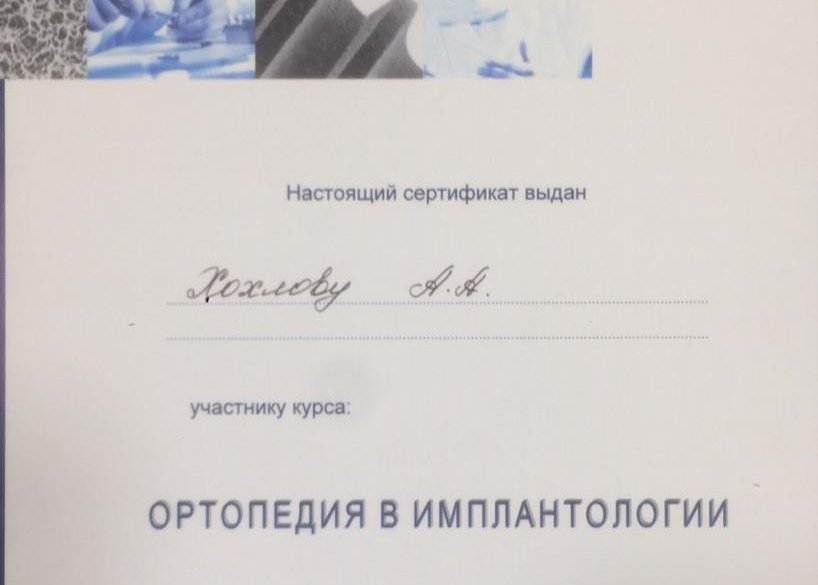 Настоящий сертификат выдан
Хохлову А.А.
участнику курса:
ОРТОПЕДИЯ В ИМПЛАНТОЛОГИИ